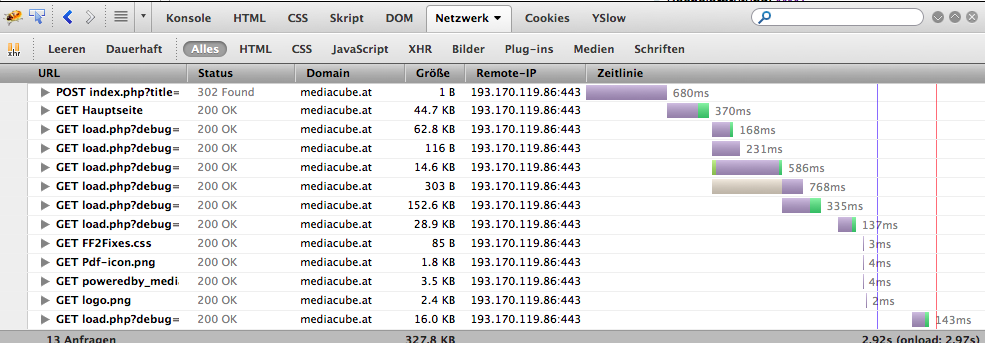 Konsole HTML CSS Skript DOM Netzwerk Cookies YSlow
xhr Leeren Dauerhaft Alles HTML CSS JavaScript XHR Bilder Plug-ins Medien Schriften
URL Status Domain Größe Remote-IP Zeitlinie
POST index.php?title= 302 Found mediacube.at 1 B 193.170.119.86:443 680ms
GET Hauptseite 200 OK mediacube.at 44.7 KB 193.170.119.86:443 370ms
GET load.php?debug= 200 OK mediacube.at 62.8 KB 193.170.119.86:443 168ms
GET load.php?debug= 200 OK mediacube.at 116 B 193.170.119.86:443 231ms
GET load.php?debug= 200 OK mediacube.at 14.6 KB 193.170.119.86:443 586ms
GET load.php?debug= 200 OK mediacube.at 303 B 193.170.119.86:443 768ms
GET load.php?debug= 200 OK mediacube.at 152.6 KB 193.170.119.86:443 335ms
GET load.php?debug= 200 OK mediacube.at 28.9 KB 193.170.119.86:443 137ms
GET FF2Fixes.css 200 OK mediacube.at 85 B 193.170.119.86:443 3ms
GET Pdf-icon.png 200 OK mediacube.at 1.8 KB 193.170.119.86:443 4ms
GET poweredby_medi 200 OK mediacube.at 3.5 KB 193.170.119.86:443 4ms
GET logo.png 200 OK mediacube.at 2.4 KB 193.170.119.86:443 2ms
GET load.php?debug= 200 OK mediacube.at 16.0 KB 193.170.119.86:443 143ms
13 Anfragen 327.8 KB 2.92s (onload: 2.97s)